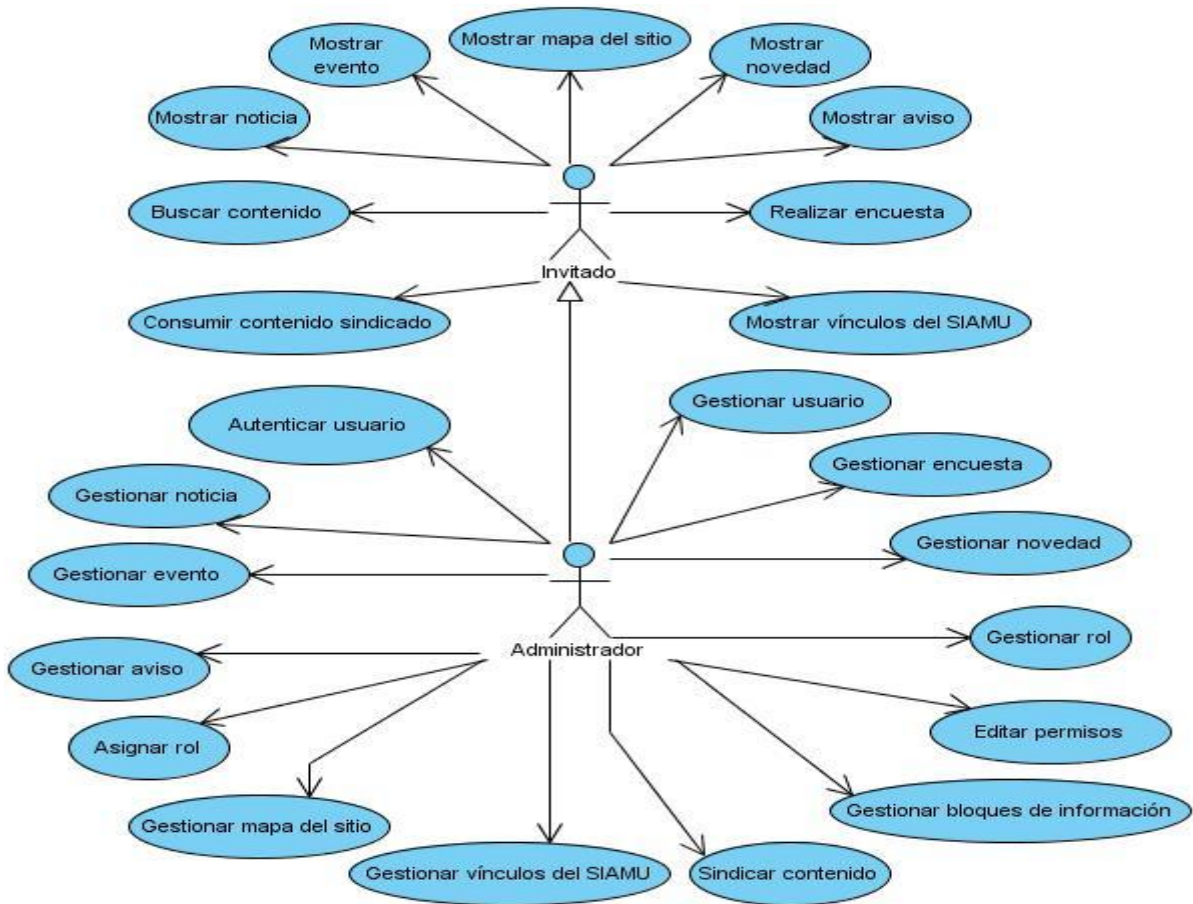 Mostrar mapa del sitio
Mostrar
evento
Mostrar
novedad
Mostrar noticia
Mostrar aviso
Buscar contenido
Realizar encuesta
Invitado
Consumir contenido sindicado
Mostrar vínculos del SIAMU
Autenticar usuario
Gestionar usuario
Gestionar encuesta
Gestionar noticia
Gestionar novedad
Gestionar evento
Gestionar rol
Administrador
Gestionar aviso
Editar permisos
Asignar rol
Gestionar bloques de información
Gestionar mapa del sitio
Gestionar vínculos del SIAMU
Sindicar contenido